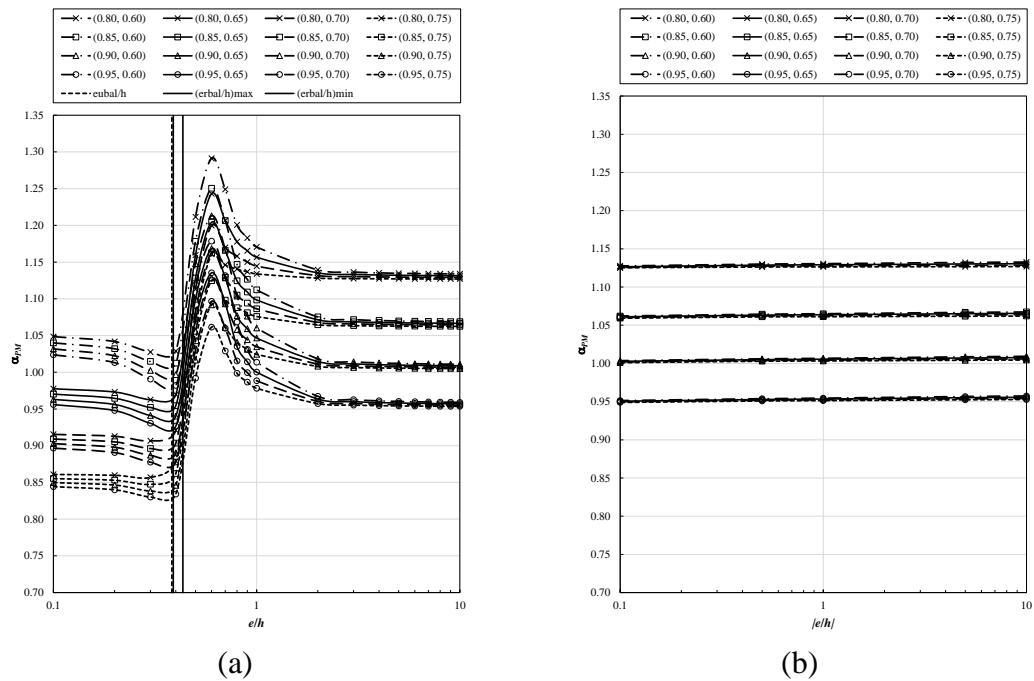 (0.80, 0.60) (0.80, 0.65) (0.80, 0.70) (0.80, 0.75)
(0.85, 0.60) (0.85, 0.65) (0.85, 0.70) (0.85, 0.75)
(0.90, 0.60) (0.90, 0.65) (0.90, 0.70) (0.90, 0.75)
(0.95, 0.60) (0.95, 0.65) (0.95, 0.70) (0.95, 0.75)
eubal/h (erbal/h)max (erbal/h)min
1.35
1.30
1.25
1.20
1.15
1.10
1.05
1.00
0.95
0.90
0.85
0.80
0.75
0.70
αPM
0.1 1 10
e/h
(a)
(0.80, 0.60) (0.80, 0.65) (0.80, 0.70) (0.80, 0.75)
(0.85, 0.60) (0.85, 0.65) (0.85, 0.70) (0.85, 0.75)
(0.90, 0.60) (0.90, 0.65) (0.90, 0.70) (0.90, 0.75)
(0.95, 0.60) (0.95, 0.65) (0.95, 0.70) (0.95, 0.75)
1.35
1.30
1.25
1.20
1.15
1.10
1.05
1.00
0.95
0.90
0.85
0.80
0.75
0.70
αPM
0.1 1 10
|e/h|
(b)